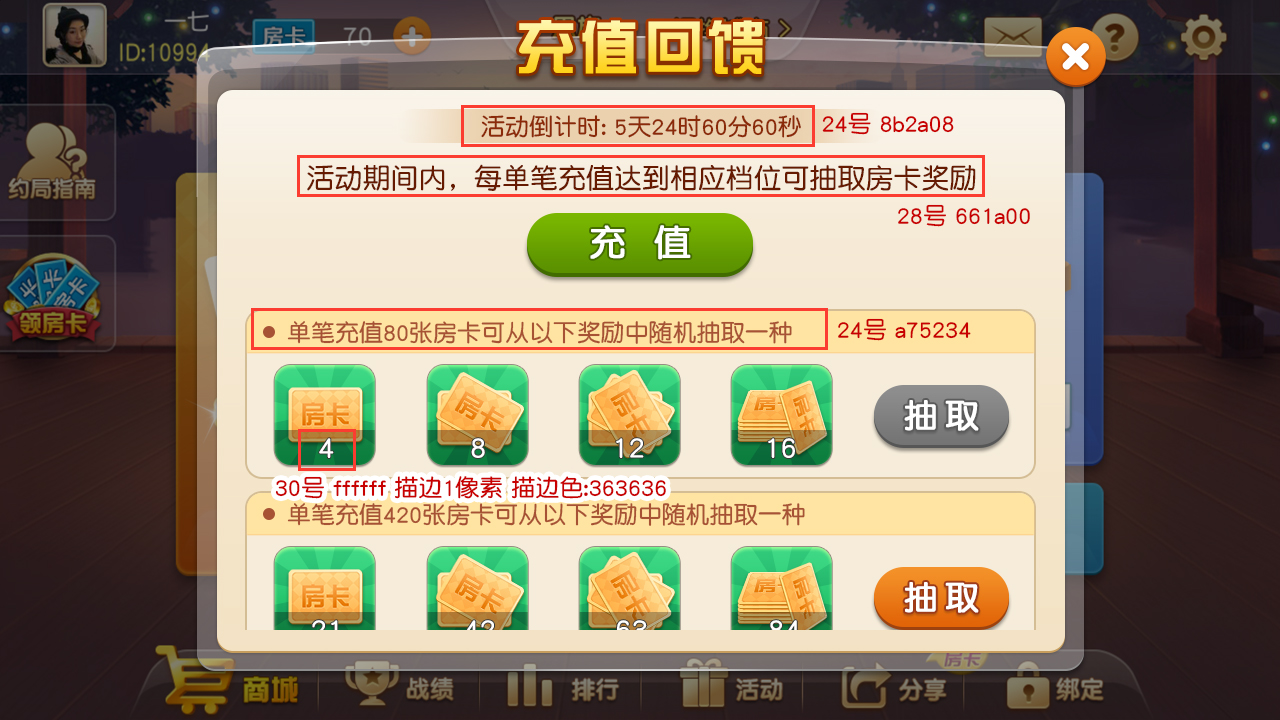 一七
房卡 70
ID:10994
充值回馈
活动倒计时: 5天24时60分60秒
24号 8b2a08
活动期间内，每单笔充值达到相应档位可抽取房卡奖励
28号 661a00
约局指南
充 值
领房卡
单笔充值80张房卡可从以下奖励中随机抽取一种
24号 a75234
房卡 房卡 房卡 房卡
4 8 12 16
抽取
30号 ffffff 描边1像素 描边色:363636
单笔充值420张房卡可从以下奖励中随机抽取一种
房卡 房卡 房卡 房卡
21 42 63 84
抽取
房卡
商城 战绩 排行 活动 分享 绑定